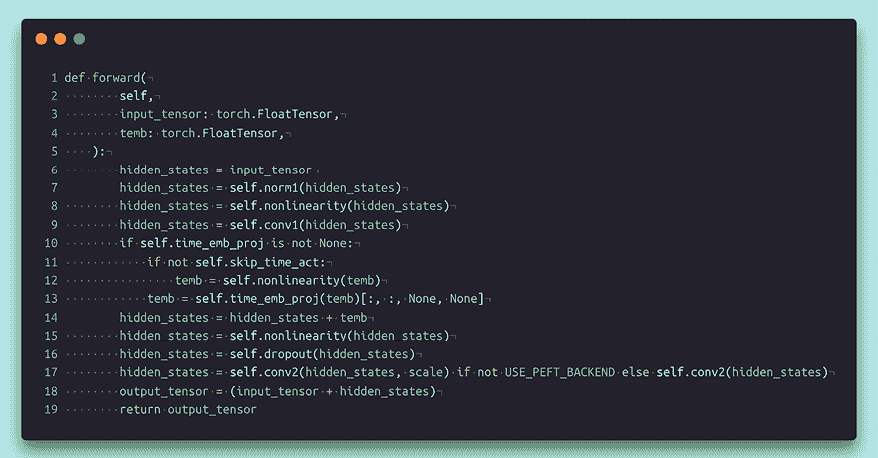 1 def forward(
2         self,
3         input_tensor: torch.FloatTensor,
4         temb: torch.FloatTensor,
5     ):
6         hidden_states = input_tensor
7         hidden_states = self.norm1(hidden_states)
8         hidden_states = self.nonlinearity(hidden_states)
9         hidden_states = self.conv1(hidden_states)
10         if self.time_emb_proj is not None:
11             if not self.skip_time_act:
12                 temb = self.nonlinearity(temb)
13             temb = self.time_emb_proj(temb)[:, :, None, None]
14         hidden_states = hidden_states + temb
15         hidden_states = self.nonlinearity(hidden_states)
16         hidden_states = self.dropout(hidden_states)
17         hidden_states = self.conv2(hidden_states, scale) if not USE_PEFT_BACKEND else self.conv2(hidden_states)
18         output_tensor = (input_tensor + hidden_states)
19         return output_tensor